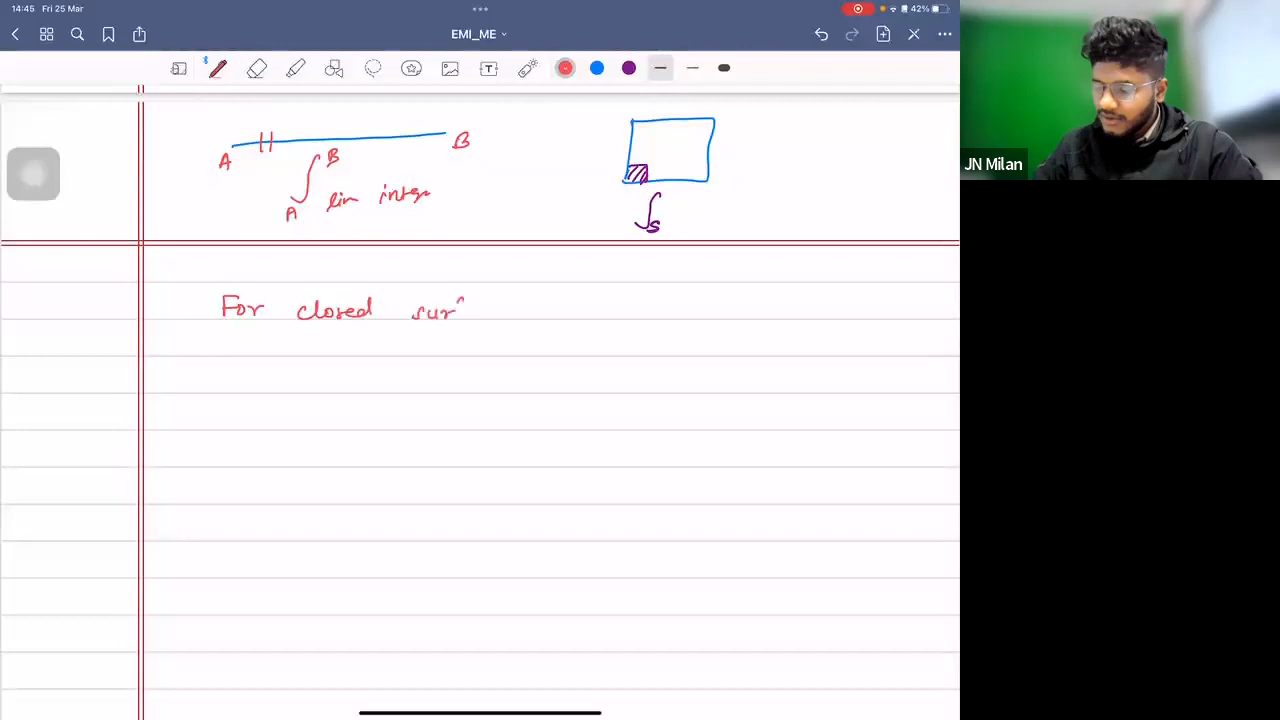 14:45 Fri 25 Mar
42%
EMI_ME
T
A
B
B
A
lin integ
S
For closed sur
JN Milan